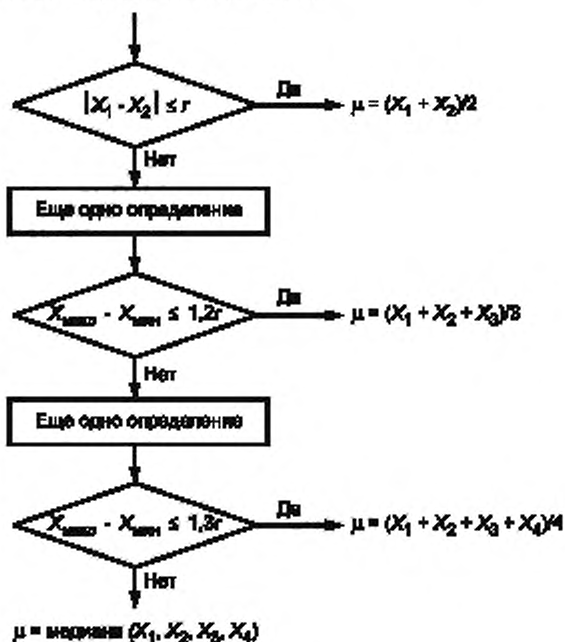 |X₁ - X₂| ≤ r
Да
μ = (X₁ + X₂)/2
Нет
Еще одно определение
Xмакс - Xмин ≤ 1,2r
Да
μ = (X₁ + X₂ + X₃)/3
Нет
Еще одно определение
Xмакс - Xмин ≤ 1,3r
Да
μ = (X₁ + X₂ + X₃ + X₄)/4
Нет
μ = медиана (X₁, X₂, X₃, X₄)